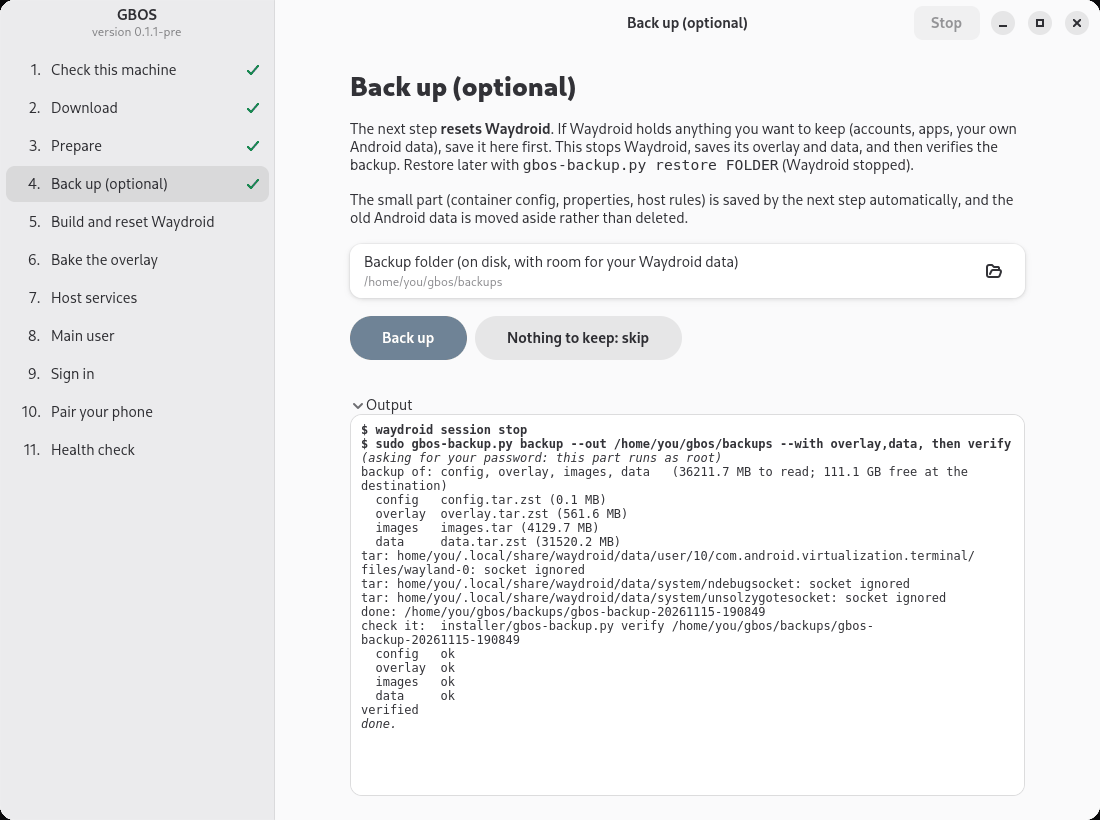 GBOS
version 0.1.1-pre
1. Check this machine
2. Download
3. Prepare
4. Back up (optional)
5. Build and reset Waydroid
6. Bake the overlay
7. Host services
8. Main user
9. Sign in
10. Pair your phone
11. Health check
Back up (optional)
Stop
Back up (optional)
The next step resets Waydroid. If Waydroid holds anything you want to keep (accounts, apps, your own
Android data), save it here first. This stops Waydroid, saves its overlay and data, and then verifies the
backup. Restore later with gbos-backup.py restore FOLDER (Waydroid stopped).
The small part (container config, properties, host rules) is saved by the next step automatically, and the
old Android data is moved aside rather than deleted.
Backup folder (on disk, with room for your Waydroid data)
/home/you/gbos/backups
Back up
Nothing to keep: skip
Output
$ waydroid session stop
$ sudo gbos-backup.py backup --out /home/you/gbos/backups --with overlay,data, then verify
(asking for your password: this part runs as root)
backup of: config, overlay, images, data   (36211.7 MB to read; 111.1 GB free at the
destination)
  config   config.tar.zst (0.1 MB)
  overlay  overlay.tar.zst (561.6 MB)
  images   images.tar (4129.7 MB)
  data     data.tar.zst (31520.2 MB)
tar: home/you/.local/share/waydroid/data/user/10/com.android.virtualization.terminal/
files/wayland-0: socket ignored
tar: home/you/.local/share/waydroid/data/system/ndebugsocket: socket ignored
tar: home/you/.local/share/waydroid/data/system/unsolzygotesocket: socket ignored
done: /home/you/gbos/backups/gbos-backup-20261115-190849
check it:  installer/gbos-backup.py verify /home/you/gbos/backups/gbos-
backup-20261115-190849
  config   ok
  overlay  ok
  images   ok
  data     ok
verified
done.